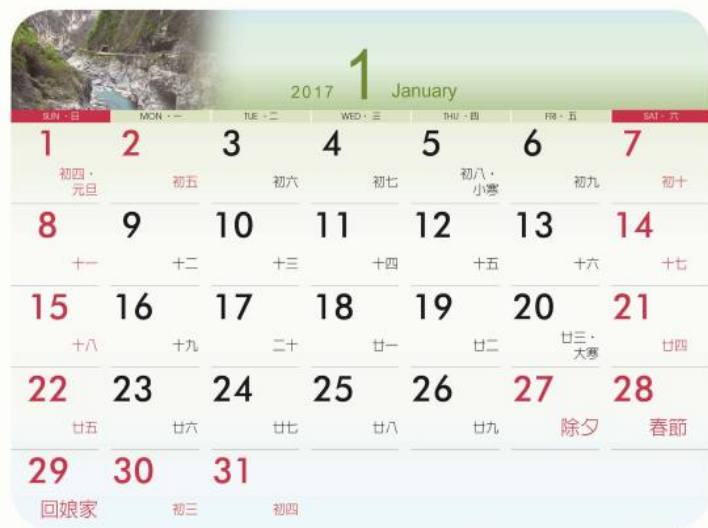 2017 1 January
SUN・日 MON・一 TUE・二 WED・三 THU・四 FRI・五 SAT・六
1 2 3 4 5 6 7
初四・元旦 初五 初六 初七 初八・小寒 初九 初十
8 9 10 11 12 13 14
十一 十二 十三 十四 十五 十六 十七
15 16 17 18 19 20 21
十八 十九 二十 廿一 廿二 廿三・大寒 廿四
22 23 24 25 26 27 28
廿五 廿六 廿七 廿八 廿九 除夕 春節
29 30 31
回娘家 初三 初四